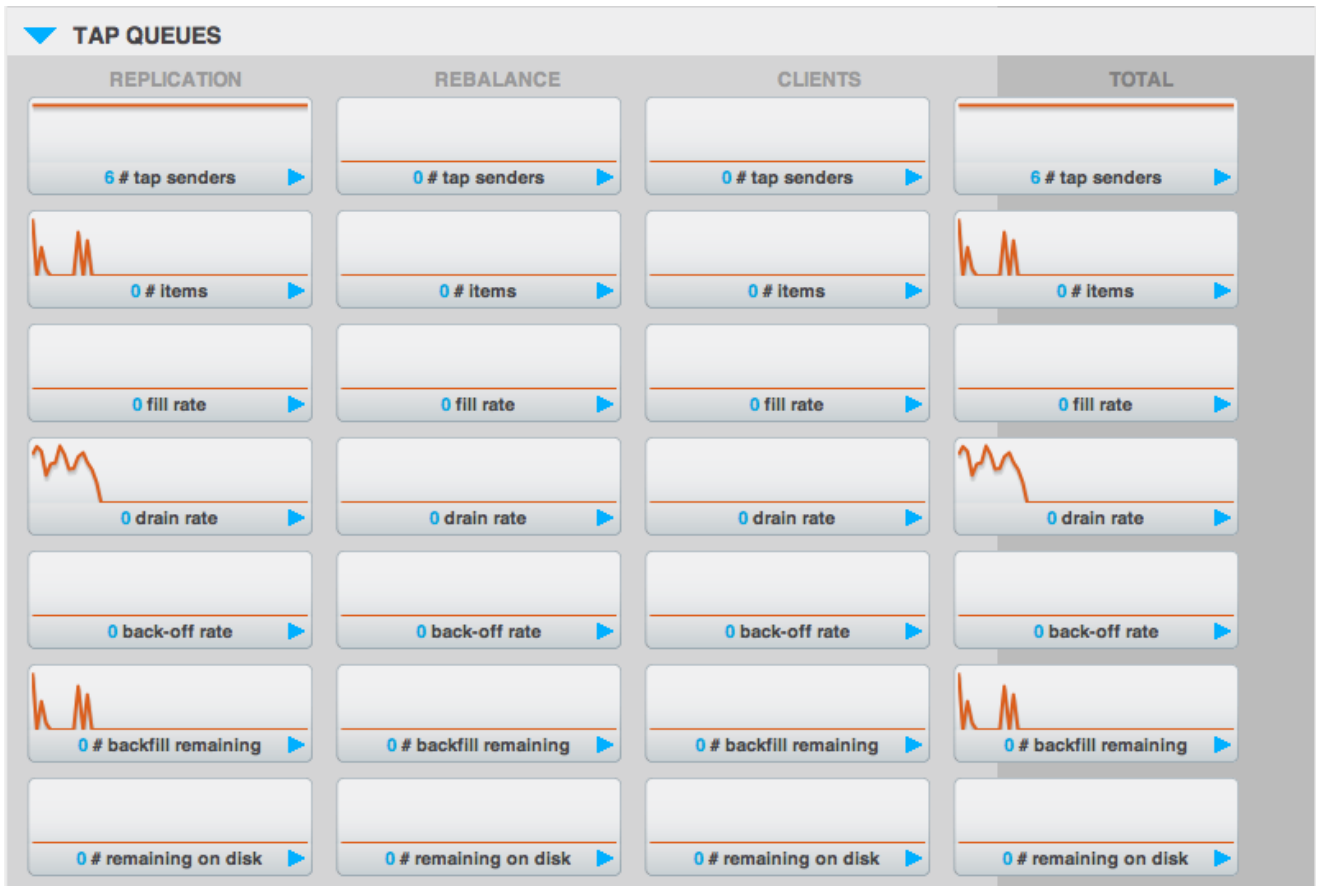 TAP QUEUES
REPLICATION REBALANCE CLIENTS TOTAL
6 # tap senders 0 # tap senders 0 # tap senders 6 # tap senders
0 # items 0 # items 0 # items 0 # items
0 fill rate 0 fill rate 0 fill rate 0 fill rate
0 drain rate 0 drain rate 0 drain rate 0 drain rate
0 back-off rate 0 back-off rate 0 back-off rate 0 back-off rate
0 # backfill remaining 0 # backfill remaining 0 # backfill remaining 0 # backfill remaining
0 # remaining on disk 0 # remaining on disk 0 # remaining on disk 0 # remaining on disk